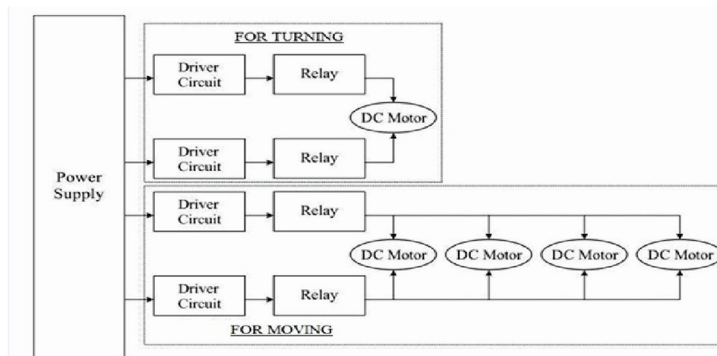 FOR TURNING
Driver
Circuit
Relay
DC Motor
Driver
Circuit
Relay
Power
Supply
Driver
Circuit
Relay
DC Motor
DC Motor
DC Motor
DC Motor
Driver
Circuit
Relay
FOR MOVING